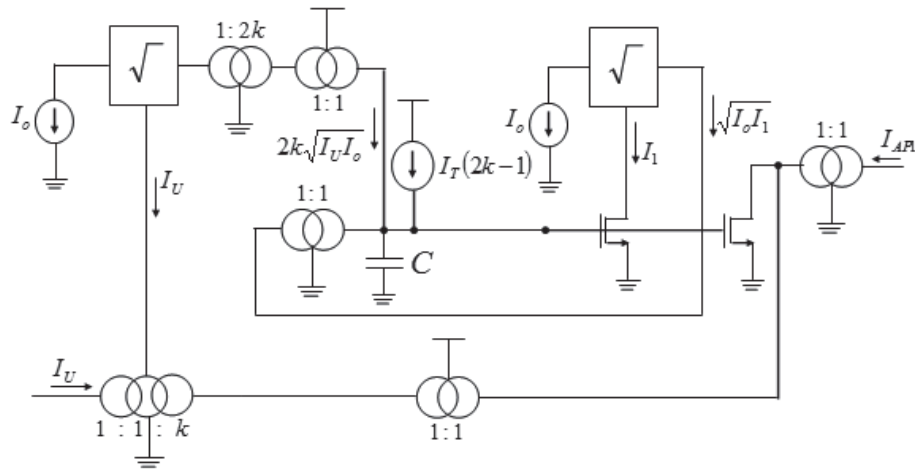 1:2k
√
√
1:1
I_o
2k√(I_U I_o)
I_T(2k−1)
I_o
I_1
√(I_o I_1)
1:1
I_U
1:1
C
I_U
1 : 1 : k
1:1